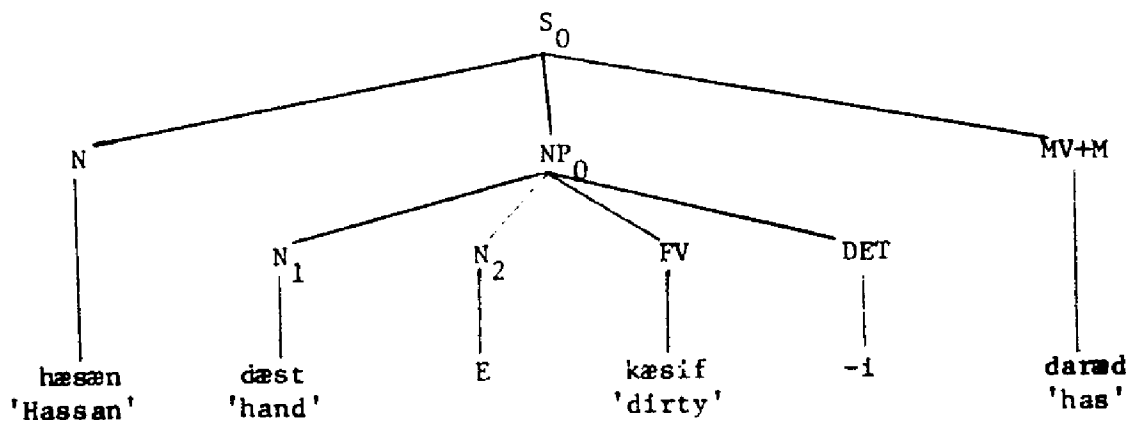 S₀
N NP₀ MV+M
N₁ N₂ FV DET
hæsæn dæst E kæsif -i daræd
'Hassan' 'hand' 'dirty' 'has'